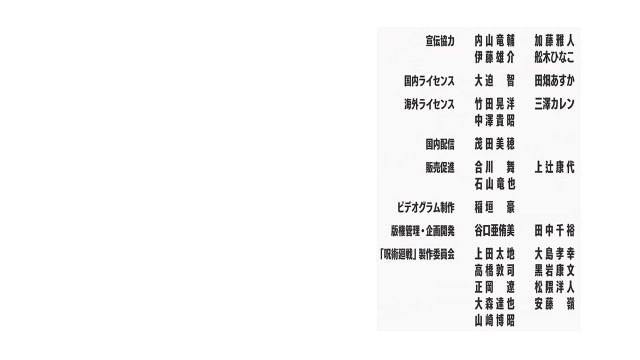 宣伝協力 内山竜輔 加藤雅人
伊藤雄介 舩木ひなこ
国内ライセンス 大迫 智 田畑あすか
海外ライセンス 竹田晃洋 三澤カレン
中澤貴昭
国内配信 茂田美穂
販売促進 合川 舞 上辻康代
石山竜也
ビデオグラム制作 稲垣 豪
版権管理・企画開発 谷口亜侑美 田中千裕
「呪術廻戦」製作委員会 上田太地 大島孝幸
高橋敦司 黒岩康文
正岡 遼 松隈洋人
大森達也 安藤 嶺
山﨑博昭